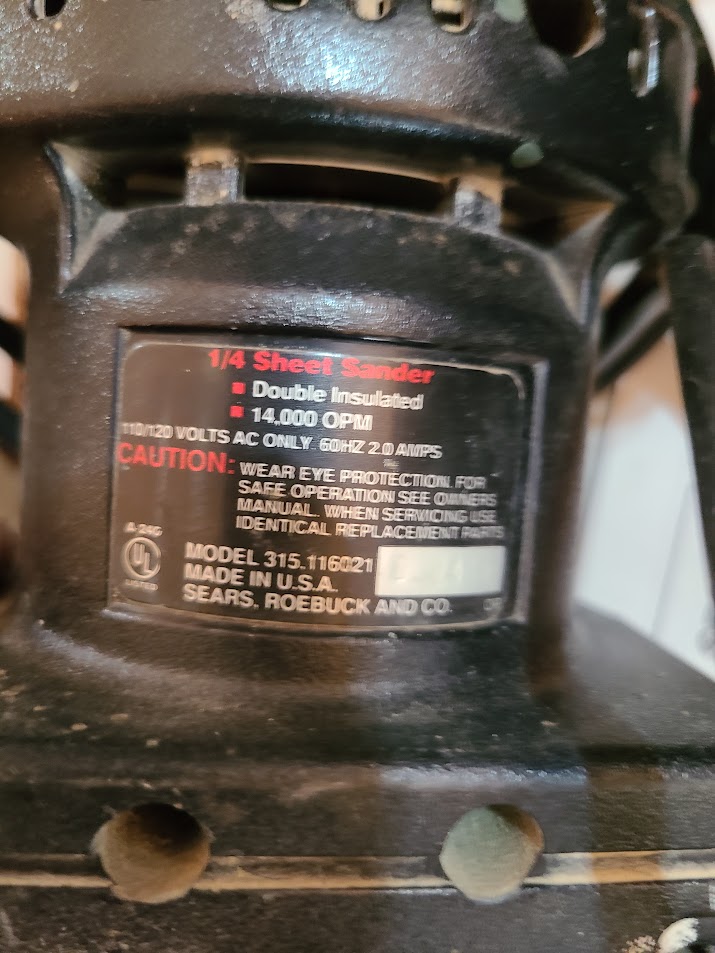 1/4 Sheet Sander
■ Double Insulated
■ 14,000 OPM
110/120 VOLTS AC ONLY 60HZ 2.0 AMPS
CAUTION: WEAR EYE PROTECTION. FOR
SAFE OPERATION SEE OWNERS
MANUAL. WHEN SERVICING USE
IDENTICAL REPLACEMENT PARTS
UL
LISTED
MODEL 315.116021
MADE IN U.S.A.
SEARS, ROEBUCK AND CO.